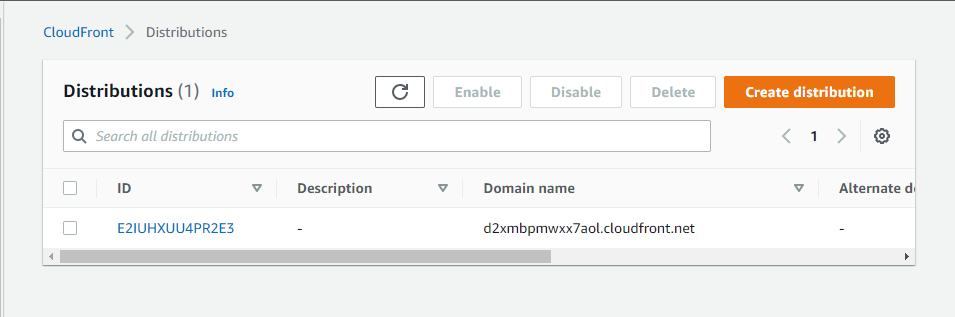 CloudFront > Distributions
Distributions (1) Info Enable Disable Delete Create distribution
Search all distributions 1
ID Description Domain name Alternate d
E2IUHXUU4PR2E3 - d2xmbpmwxx7aol.cloudfront.net -